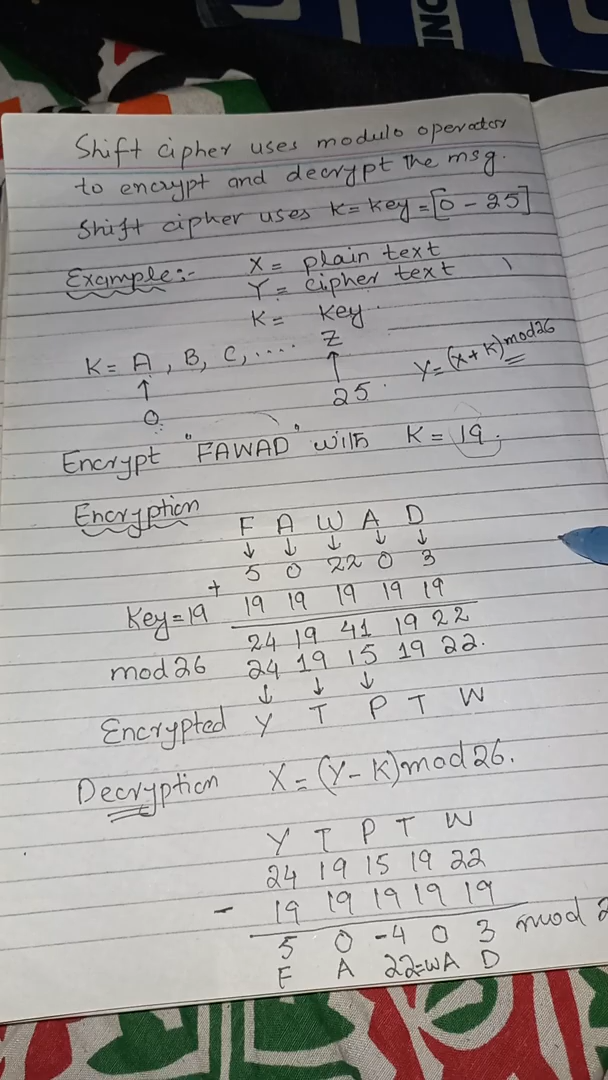 ING
Shift cipher uses modulo operator
to encrypt and decrypt the msg.
Shift cipher uses K = Key = [0 - 25]
Example:-
X = plain text
Y = cipher text
K = Key
K = A, B, C, .... Z
↑ ↑
0 25
Y = (x + K) mod 26
Encrypt "FAWAD" with K = 19.
Encryption
F A W A D
↓ ↓ ↓ ↓ ↓
5 0 22 0 3
+
Key = 19 19 19 19 19 19
24 19 41 19 22
mod 26 24 19 15 19 22.
↓ ↓ ↓
Encrypted Y T P T W
Decryption X = (Y - K) mod 26.
Y T P T W
24 19 15 19 22
- 19 19 19 19 19
5 0 -4 0 3 mod 2
F A 22=W A D